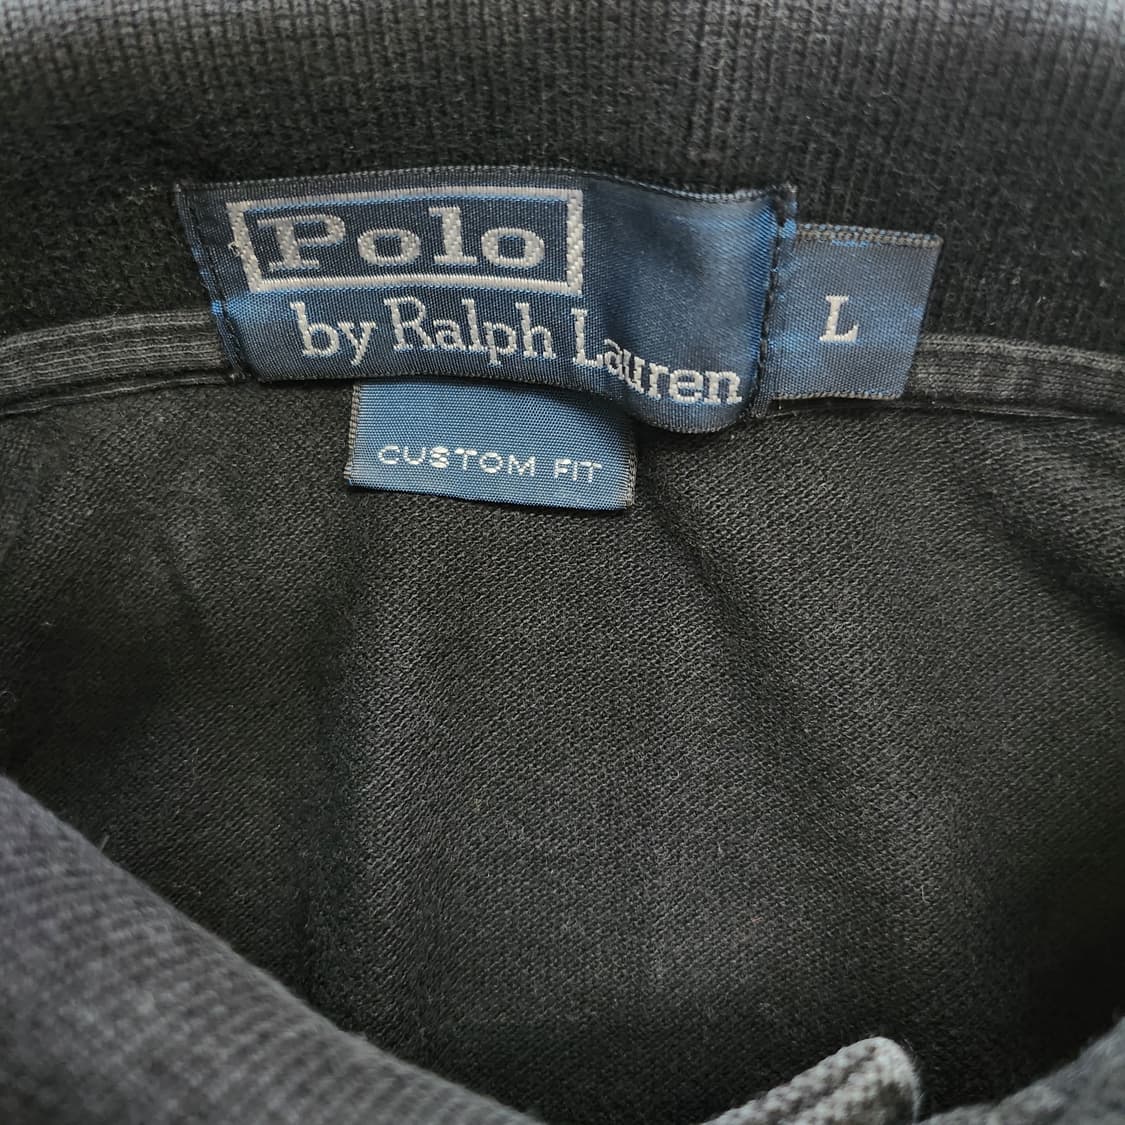 Polo
by Ralph Lauren
L
CUSTOM FIT